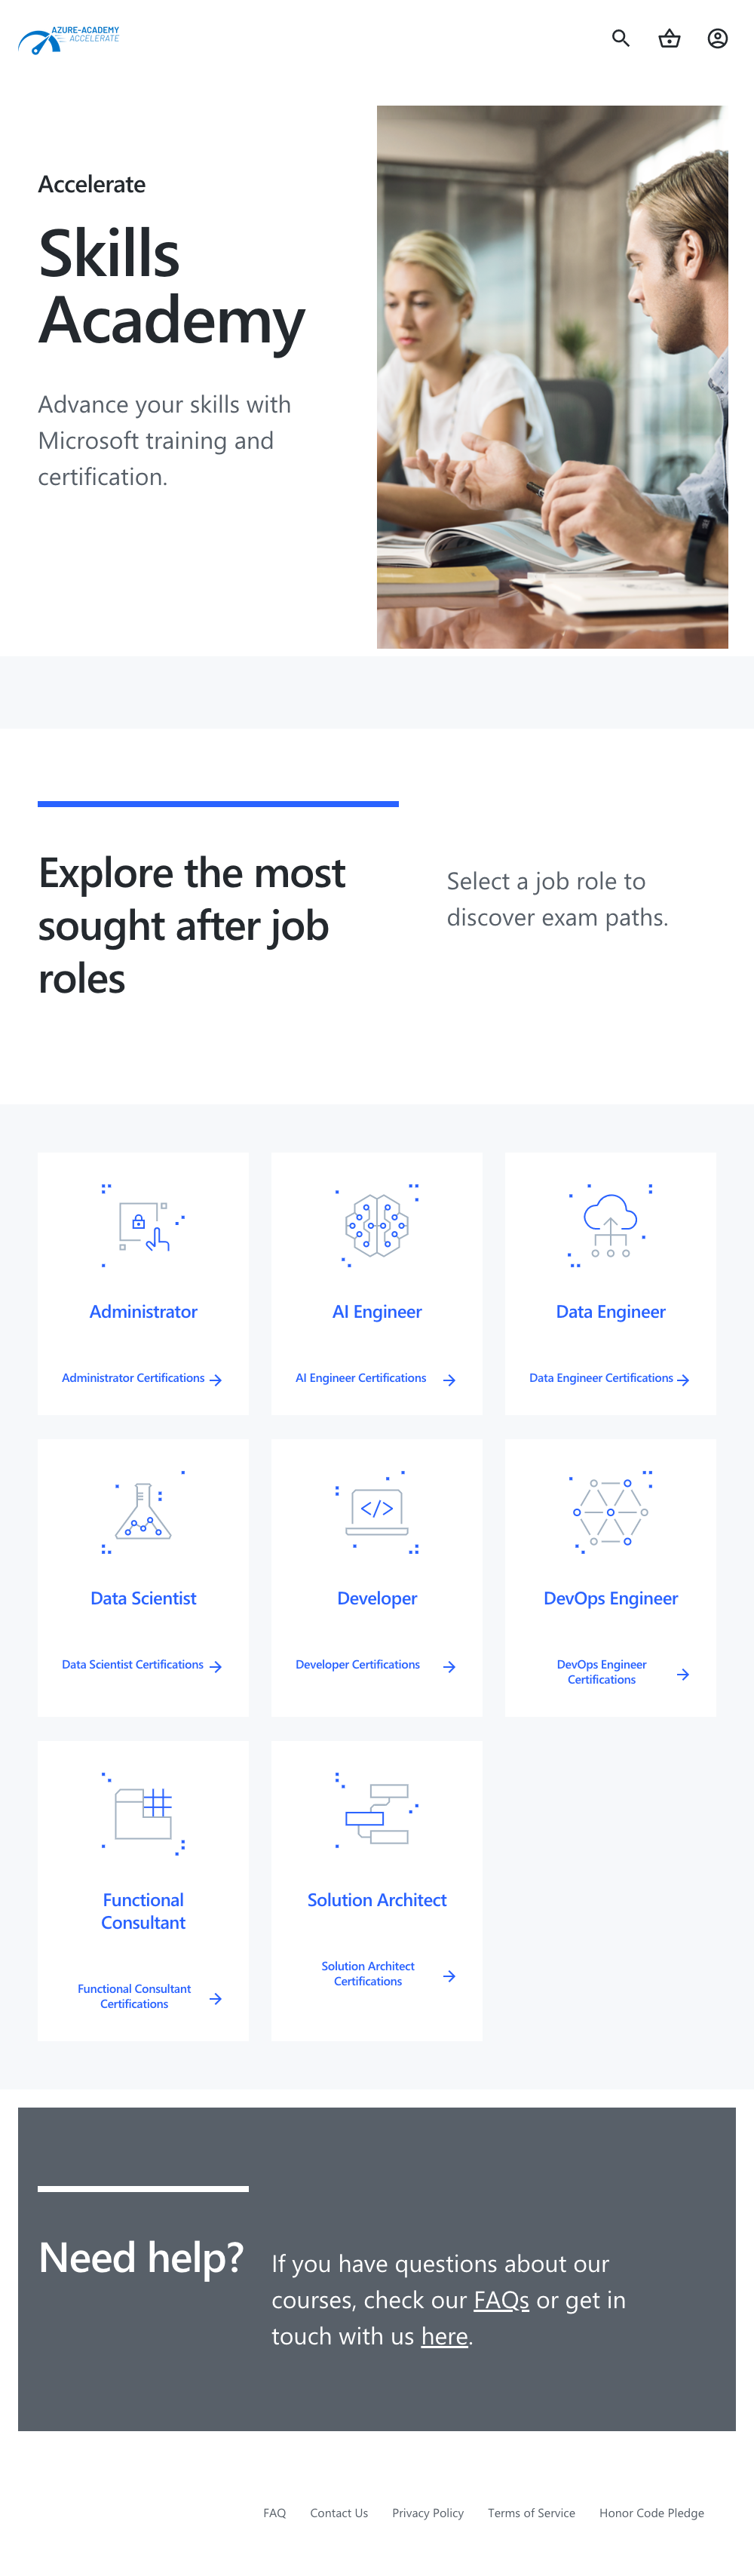 AZURE-ACADEMY
ACCELERATE
Accelerate
Skills
Academy
Advance your skills with
Microsoft training and
certification.
Explore the most
sought after job
roles
Select a job role to
discover exam paths.
Administrator
Administrator Certifications
AI Engineer
AI Engineer Certifications
Data Engineer
Data Engineer Certifications
Data Scientist
Data Scientist Certifications
Developer
Developer Certifications
DevOps Engineer
DevOps Engineer
Certifications
Functional
Consultant
Functional Consultant
Certifications
Solution Architect
Solution Architect
Certifications
Need help?
If you have questions about our
courses, check our FAQs or get in
touch with us here.
FAQ Contact Us Privacy Policy Terms of Service Honor Code Pledge